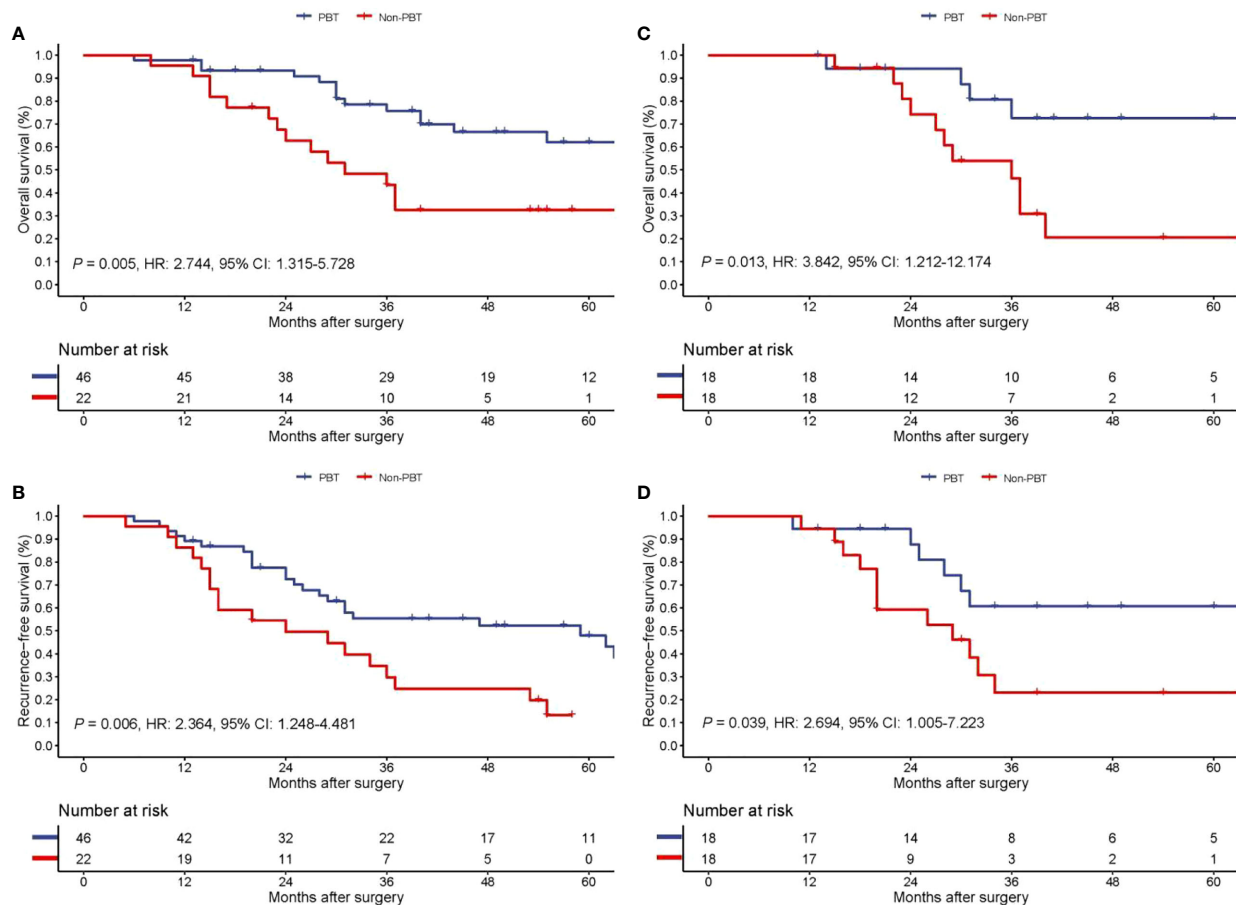 PBT Non-PBT
A
1.0
0.9
0.8
0.7
0.6
0.5
0.4
0.3
0.2
0.1
0.0
Overall survival (%)
P = 0.005, HR: 2.744, 95% CI: 1.315-5.728
0 12 24 36 48 60
Months after surgery
Number at risk
46 45 38 29 19 12
22 21 14 10 5 1
0 12 24 36 48 60
Months after surgery
PBT Non-PBT
B
1.0
0.9
0.8
0.7
0.6
0.5
0.4
0.3
0.2
0.1
0.0
Recurrence-free survival (%)
P = 0.006, HR: 2.364, 95% CI: 1.248-4.481
0 12 24 36 48 60
Months after surgery
Number at risk
46 42 32 22 17 11
22 19 11 7 5 0
0 12 24 36 48 60
Months after surgery
PBT Non-PBT
C
1.0
0.9
0.8
0.7
0.6
0.5
0.4
0.3
0.2
0.1
0.0
Overall survival (%)
P = 0.013, HR: 3.842, 95% CI: 1.212-12.174
0 12 24 36 48 60
Months after surgery
Number at risk
18 18 14 10 6 5
18 18 12 7 2 1
0 12 24 36 48 60
Months after surgery
PBT Non-PBT
D
1.0
0.9
0.8
0.7
0.6
0.5
0.4
0.3
0.2
0.1
0.0
Recurrence-free survival (%)
P = 0.039, HR: 2.694, 95% CI: 1.005-7.223
0 12 24 36 48 60
Months after surgery
Number at risk
18 17 14 8 6 5
18 17 9 3 2 1
0 12 24 36 48 60
Months after surgery